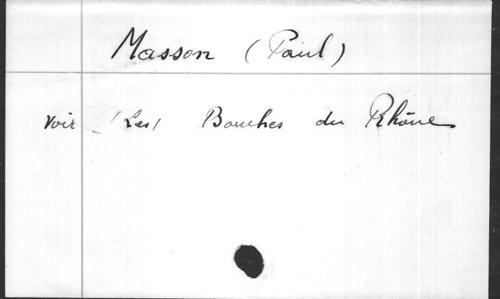 Masson (Paul)
Voir (Les) Bouches du Rhône